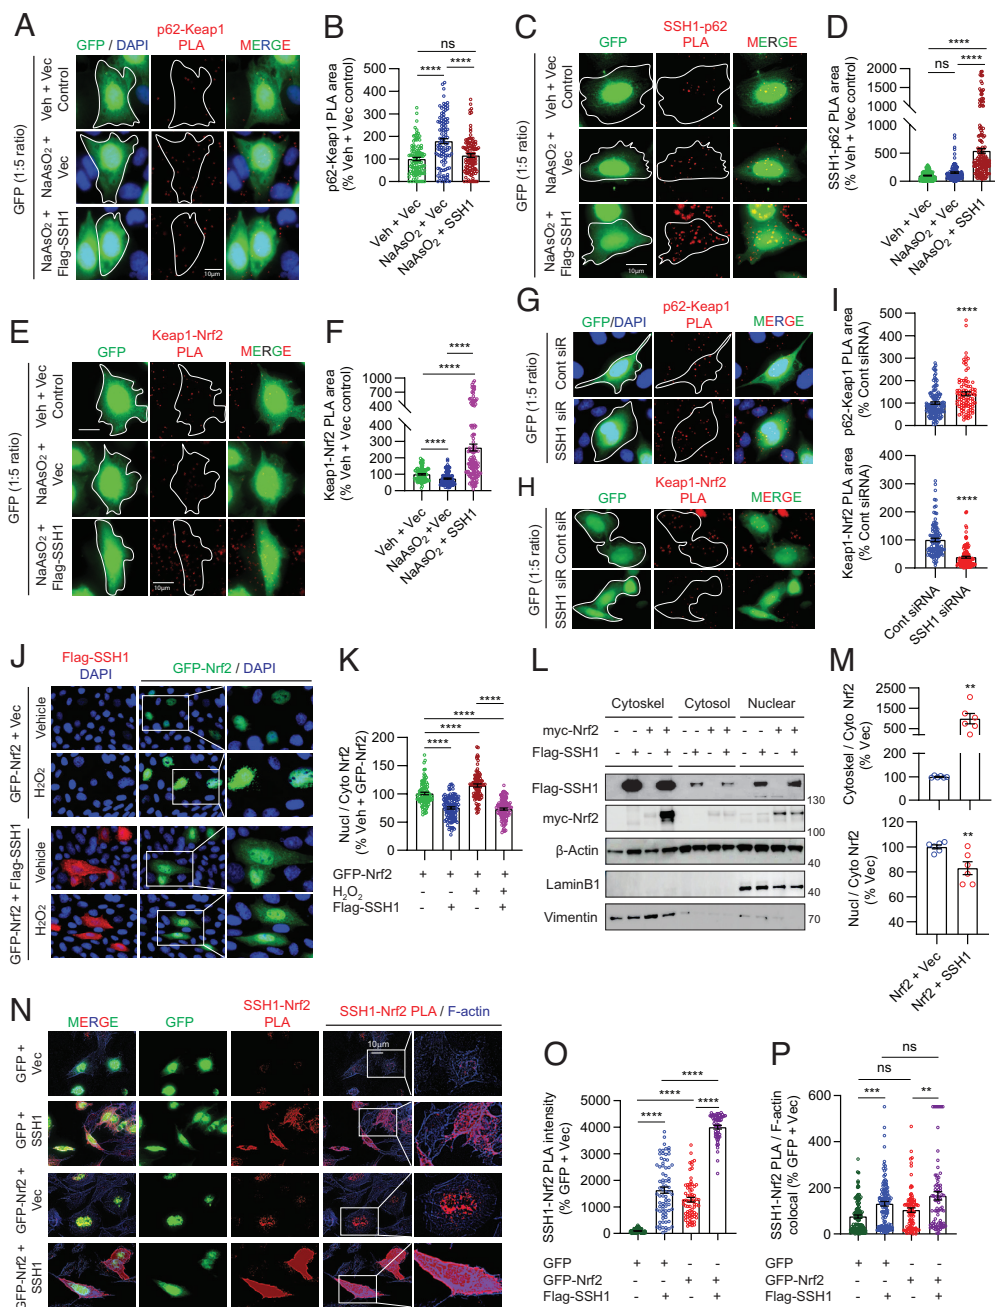 A
p62-Keap1
GFP / DAPI PLA MERGE
GFP (1:5 ratio)
Veh + Vec
Control
NaAsO2 +
Vec
NaAsO2 +
Flag-SSH1
10μm
B
ns
**** ****
p62-Keap1 PLA area
(% Veh + Vec control)
500
400
300
200
100
0
Veh + Vec
NaAsO2 + Vec
NaAsO2 + SSH1
C
SSH1-p62
GFP PLA MERGE
GFP (1:5 ratio)
Veh + Vec
Control
NaAsO2 +
Vec
NaAsO2 +
Flag-SSH1
10μm
D
****
ns ****
SSH1-p62 PLA area
(% Veh + Vec control)
2000
1500
1000
1000
500
0
Veh + Vec
NaAsO2 + Vec
NaAsO2 + SSH1
E
Keap1-Nrf2
GFP PLA MERGE
GFP (1:5 ratio)
Veh + Vec
Control
NaAsO2 +
Vec
NaAsO2 +
Flag-SSH1
10μm
F
****
****
****
Keap1-Nrf2 PLA area
(% Veh + Vec control)
1000
700
400
400
300
200
100
0
Veh + Vec
NaAsO2 + Vec
NaAsO2 + SSH1
G
p62-Keap1
GFP/DAPI PLA MERGE
GFP (1:5 ratio)
Cont siR
SSH1 siR
H
Keap1-Nrf2
GFP PLA MERGE
GFP (1:5 ratio)
Cont siR
SSH1 siR
I
****
p62-Keap1 PLA area
(% Cont siRNA)
500
400
300
200
100
0
****
Keap1-Nrf2 PLA area
(% Cont siRNA)
400
300
200
100
0
Cont siRNA
SSH1 siRNA
J
Flag-SSH1
DAPI
GFP-Nrf2 / DAPI
GFP-Nrf2 + Vec
Vehicle
H2O2
GFP-Nrf2 + Flag-SSH1
Vehicle
H2O2
K
****
****
****
****
Nucl / Cyto Nrf2
(% Veh + GFP-Nrf2)
200
150
100
50
0
GFP-Nrf2 + + + +
H2O2 - - + +
Flag-SSH1 - + - +
L
Cytoskel Cytosol Nuclear
myc-Nrf2 - - + + - - + + - - + +
Flag-SSH1 - + - + - + - + - + - +
Flag-SSH1 130
myc-Nrf2 100
β-Actin 40
LaminB1 40
Vimentin 70
M
**
Cytoskel / Cyto Nrf2
(% Vec)
2500
1500
500
200
100
0
**
Nucl / Cyto Nrf2
(% Vec)
120
100
80
60
40
Nrf2 + Vec
Nrf2 + SSH1
N
SSH1-Nrf2
MERGE GFP PLA SSH1-Nrf2 PLA / F-actin
GFP +
Vec
GFP +
SSH1
GFP-Nrf2 +
Vec
GFP-Nrf2 +
SSH1
10μm
O
****
****
**** ****
SSH1-Nrf2 PLA intensity
(% GFP + Vec)
5000
4000
3000
2000
1000
0
GFP + + - -
GFP-Nrf2 - - + +
Flag-SSH1 - + - +
P
ns
ns
*** **
SSH1-Nrf2 PLA / F-actin
colocal (% GFP + Vec)
600
400
200
0
GFP + + - -
GFP-Nrf2 - - + +
Flag-SSH1 - + - +